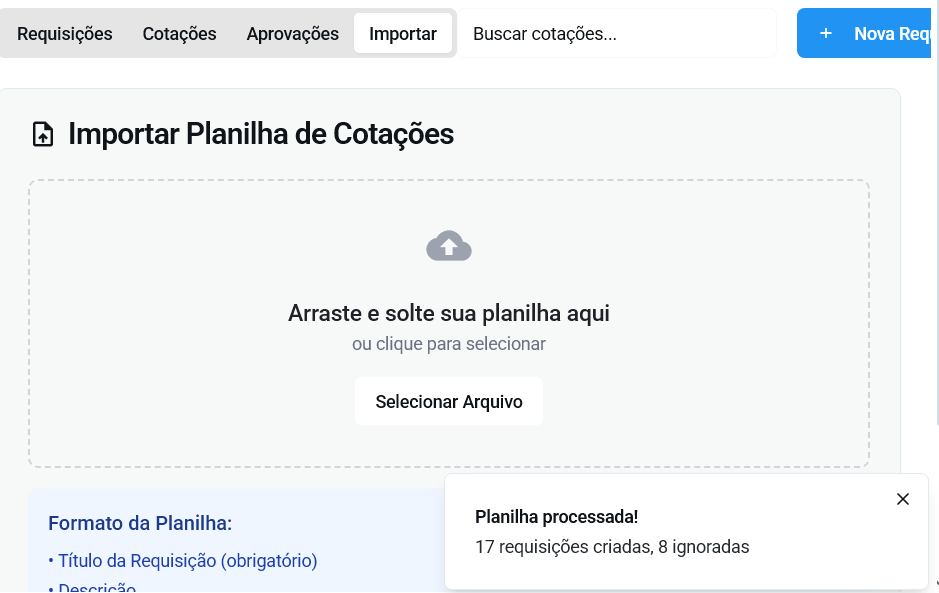 Requisições Cotações Aprovações Importar Buscar cotações... + Nova
Importar Planilha de Cotações
Arraste e solte sua planilha aqui
ou clique para selecionar
Selecionar Arquivo
Formato da Planilha:
• Título da Requisição (obrigatório)
• Descrição
Planilha processada!
17 requisições criadas, 8 ignoradas